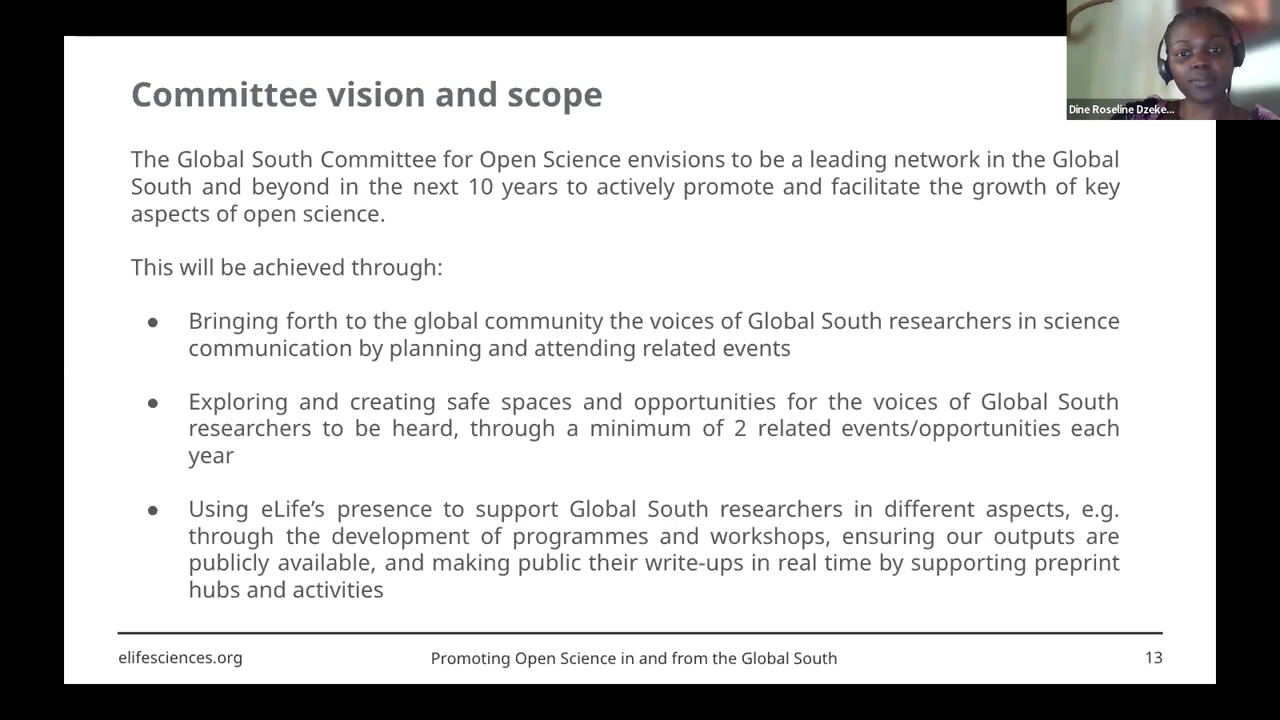 Committee vision and scope
Dine Roseline Dzeke...
The Global South Committee for Open Science envisions to be a leading network in the Global
South and beyond in the next 10 years to actively promote and facilitate the growth of key
aspects of open science.
This will be achieved through:
● Bringing forth to the global community the voices of Global South researchers in science
communication by planning and attending related events
● Exploring and creating safe spaces and opportunities for the voices of Global South
researchers to be heard, through a minimum of 2 related events/opportunities each
year
● Using eLife’s presence to support Global South researchers in different aspects, e.g.
through the development of programmes and workshops, ensuring our outputs are
publicly available, and making public their write-ups in real time by supporting preprint
hubs and activities
elifesciences.org
Promoting Open Science in and from the Global South
13